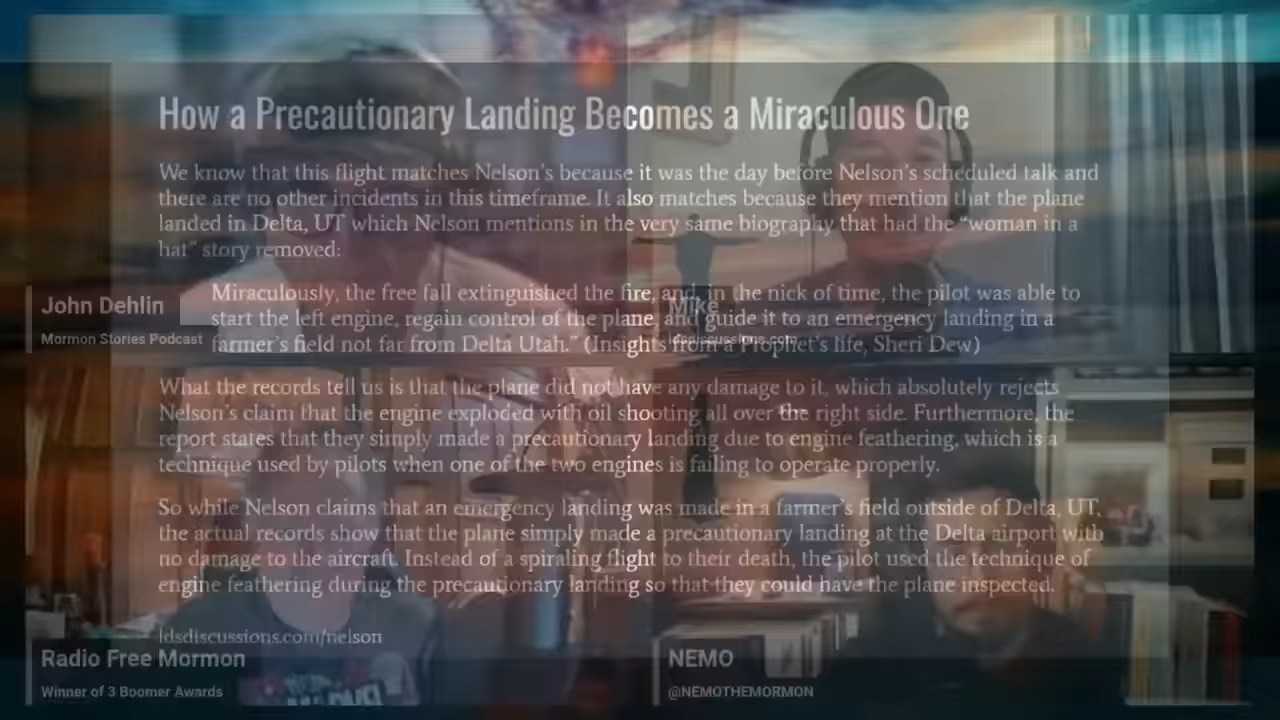 How a Precautionary Landing Becomes a Miraculous One
We know that this flight matches Nelson's because it was the day before Nelson's scheduled talk and
there are no other incidents in this timeframe. It also matches because they mention that the plane
landed in Delta, UT which Nelson mentions in the very same biography that had the "woman in a
hat" story removed:
Miraculously, the free fall extinguished the fire, and, in the nick of time, the pilot was able to
start the left engine, regain control of the plane, and guide it to an emergency landing in a
farmer's field not far from Delta Utah." (Insights from a Prophet's life, Sheri Dew)
John Dehlin
Mormon Stories Podcast
Mike
ldsdiscussions.com
What the records tell us is that the plane did not have any damage to it, which absolutely rejects
Nelson's claim that the engine exploded with oil shooting all over the right side. Furthermore, the
report states that they simply made a precautionary landing due to engine feathering, which is a
technique used by pilots when one of the two engines is failing to operate properly.
So while Nelson claims that an emergency landing was made in a farmer's field outside of Delta, UT,
the actual records show that the plane simply made a precautionary landing at the Delta airport with
no damage to the aircraft. Instead of a spiraling flight to their death, the pilot used the technique of
engine feathering during the precautionary landing so that they could have the plane inspected.
ldsdiscussions.com/nelson
Radio Free Mormon
Winner of 3 Boomer Awards
NEMO
@NEMOTHEMORMON